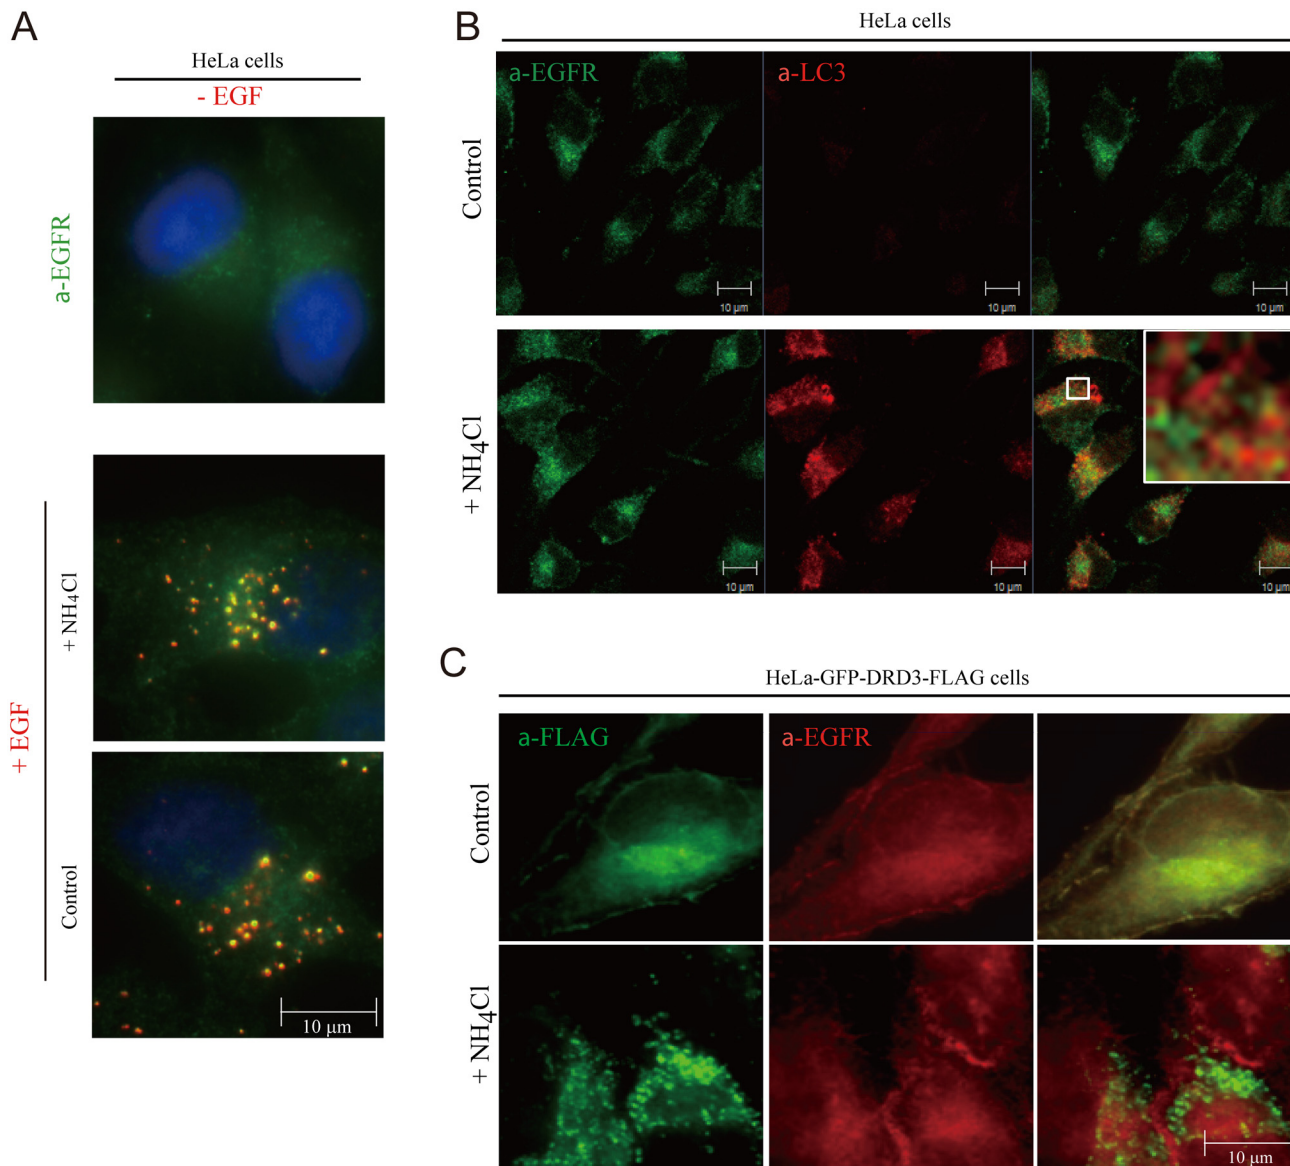 A
HeLa cells
- EGF
a-EGFR
+ EGF
+ NH4Cl
Control
10 µm
B
HeLa cells
a-EGFR
a-LC3
Control
10 µm
10 µm
10 µm
+ NH4Cl
10 µm
10 µm
10 µm
C
HeLa-GFP-DRD3-FLAG cells
a-FLAG
a-EGFR
Control
+ NH4Cl
10 µm